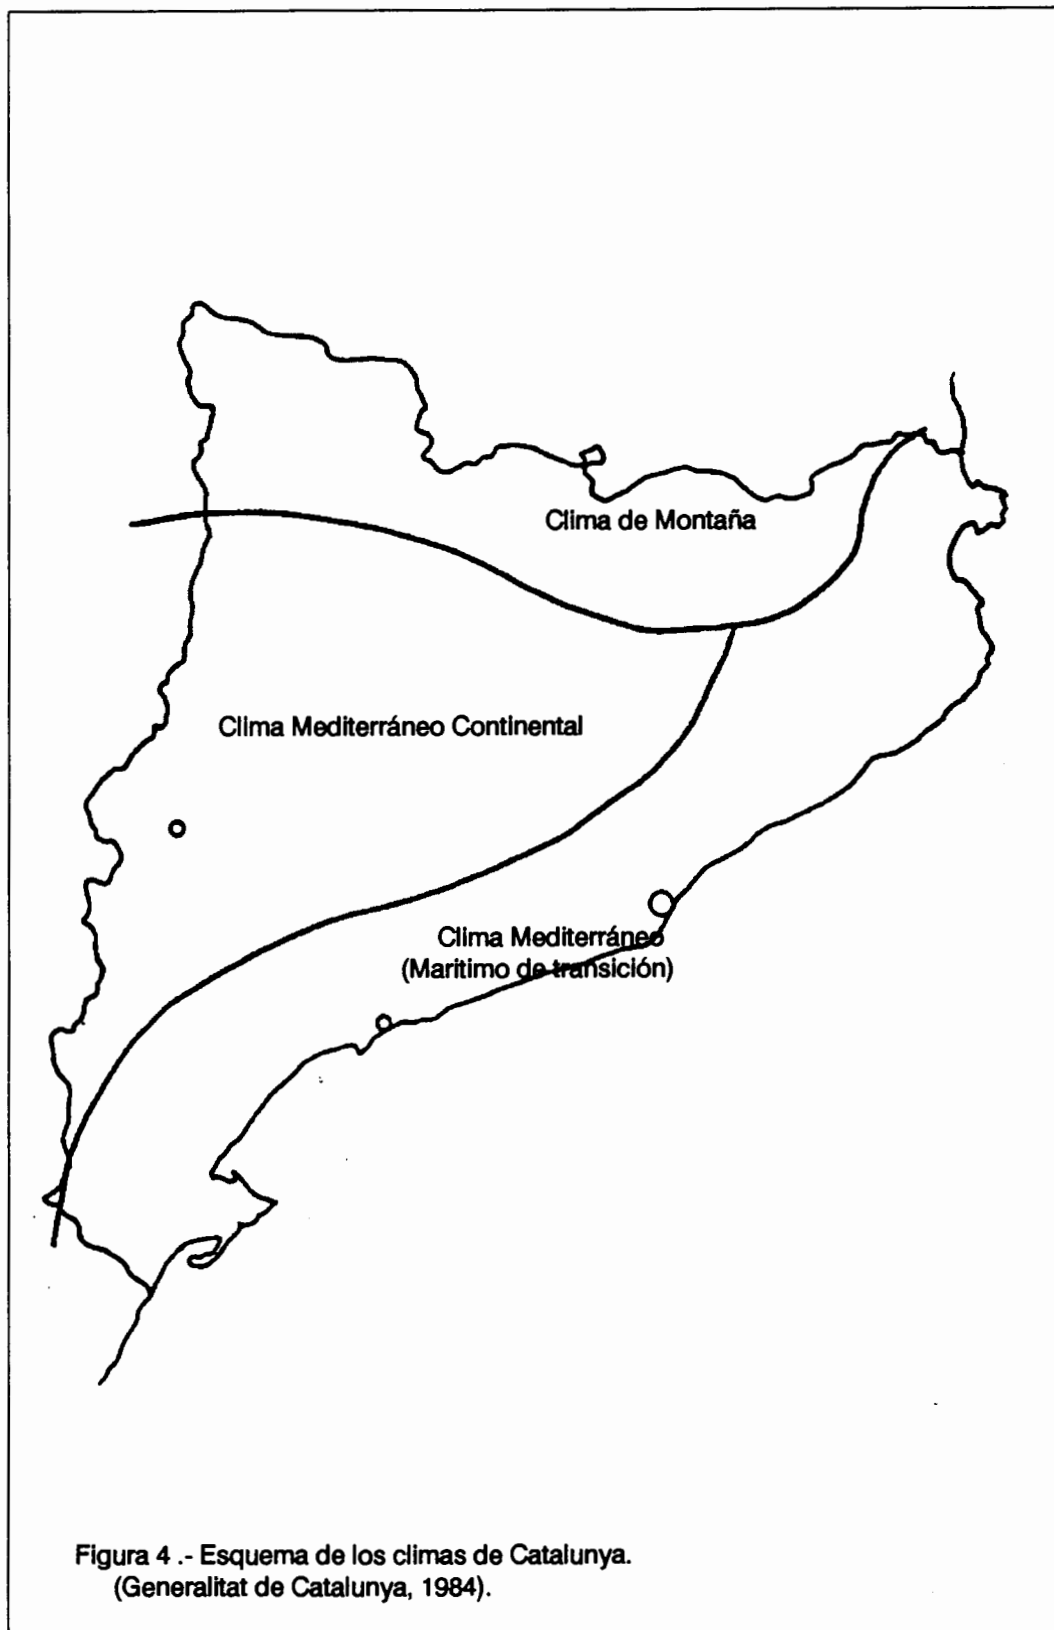 Clima de Montaña
Clima Mediterráneo Continental
Clima Mediterráneo
(Maritimo de transición)
Figura 4 .- Esquema de los climas de Catalunya.
(Generalitat de Catalunya, 1984).